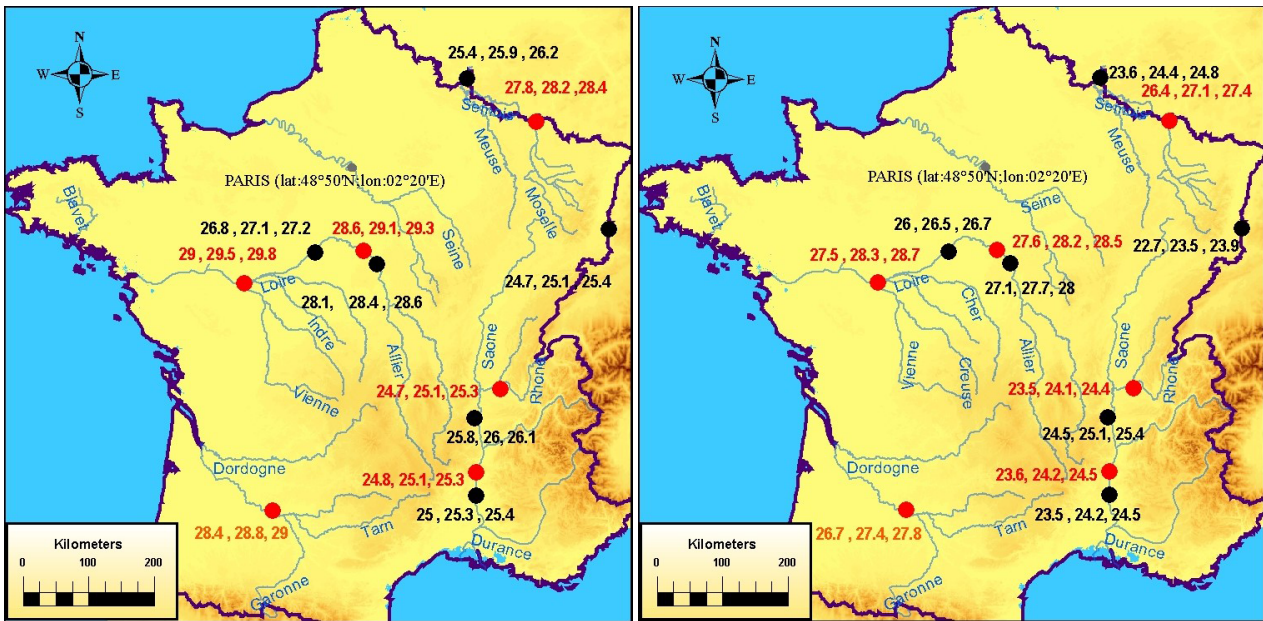 N
W E
S
25.4 , 25.9 , 26.2
27.8, 28.2 , 28.4
Semois
Meuse
PARIS (lat:48°50'N;lon:02°20'E)
Blavet
Moselle
Seine
26.8 , 27.1 , 27.2
28.6 , 29.1 , 29.3
29 , 29.5 , 29.8
24.7, 25.1 , 25.4
Loire
28.1, 28.4 , 28.6
Indre
Allier
Saone
Rhone
Vienne
24.7, 25.1, 25.3
25.8, 26, 26.1
Dordogne
24.8, 25.1, 25.3
25 , 25.3 , 25.4
Tarn
28.4 , 28.8, 29
Durance
Garonne
Kilometers
0 100 200
N
W E
S
23.6 , 24.4 , 24.8
26.4 , 27.1 , 27.4
Semois
Meuse
PARIS (lat:48°50'N;lon:02°20'E)
Blavet
Seine
Moselle
26 , 26.5 , 26.7
27.6 , 28.2 , 28.5
27.5 , 28.3 , 28.7
22.7, 23.5 , 23.9
Loire
27.1, 27.7, 28
Cher
Allier
Saone
Rhone
Vienne
Creuse
23.5, 24.1, 24.4
24.5, 25.1, 25.4
Dordogne
23.6, 24.2, 24.5
23.5 , 24.2, 24.5
Tarn
26.7 , 27.4, 27.8
Durance
Garonne
Kilometers
0 100 200